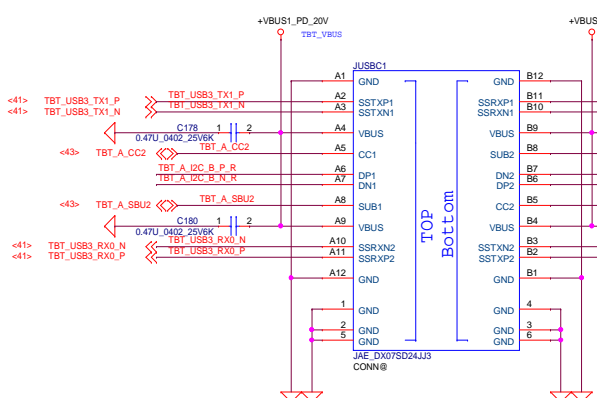 +VBUS1_PD_20V
+VBUS
TBT_VBUS
JUSBC1
A1 GND GND B12
<41> TBT_USB3_TX1_P TBT_USB3_TX1_P A2 SSTXP1 SSRXP1 B11
<41> TBT_USB3_TX1_N TBT_USB3_TX1_N A3 SSTXN1 SSRXN1 B10
C178 1 2 A4 VBUS VBUS B9
0.47U_0402_25V6K
<43> TBT_A_CC2 TBT_A_CC2 A5 CC1 SUB2 B8
TBT_A_I2C_B_P_R A6 DP1 DN2 B7
TBT_A_I2C_B_N_R A7 DN1 DP2 B6
<43> TBT_A_SBU2 TBT_A_SBU2 A8 SUB1 CC2 B5
C180 1 2 A9 VBUS VBUS B4
0.47U_0402_25V6K
<41> TBT_USB3_RX0_N TBT_USB3_RX0_N A10 SSRXN2 SSTXN2 B3
<41> TBT_USB3_RX0_P TBT_USB3_RX0_P A11 SSRXP2 SSTXP2 B2
A12 GND GND B1
TOP
Bottom
1 GND GND 4
2 GND GND 3
5 GND GND 6
JAE_DX07SD24JJ3
CONN@